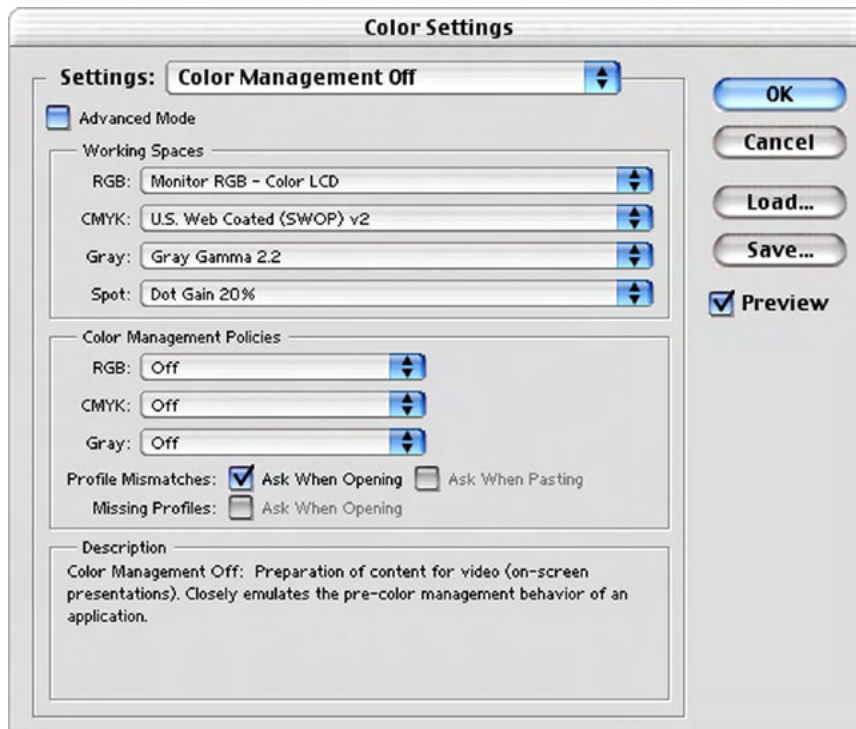 Color Settings
Settings: Color Management Off
Advanced Mode
Working Spaces
RGB: Monitor RGB - Color LCD
CMYK: U.S. Web Coated (SWOP) v2
Gray: Gray Gamma 2.2
Spot: Dot Gain 20%
Color Management Policies
RGB: Off
CMYK: Off
Gray: Off
Profile Mismatches: Ask When Opening Ask When Pasting
Missing Profiles: Ask When Opening
Description
Color Management Off: Preparation of content for video (on-screen
presentations). Closely emulates the pre-color management behavior of an
application.
OK
Cancel
Load...
Save...
Preview